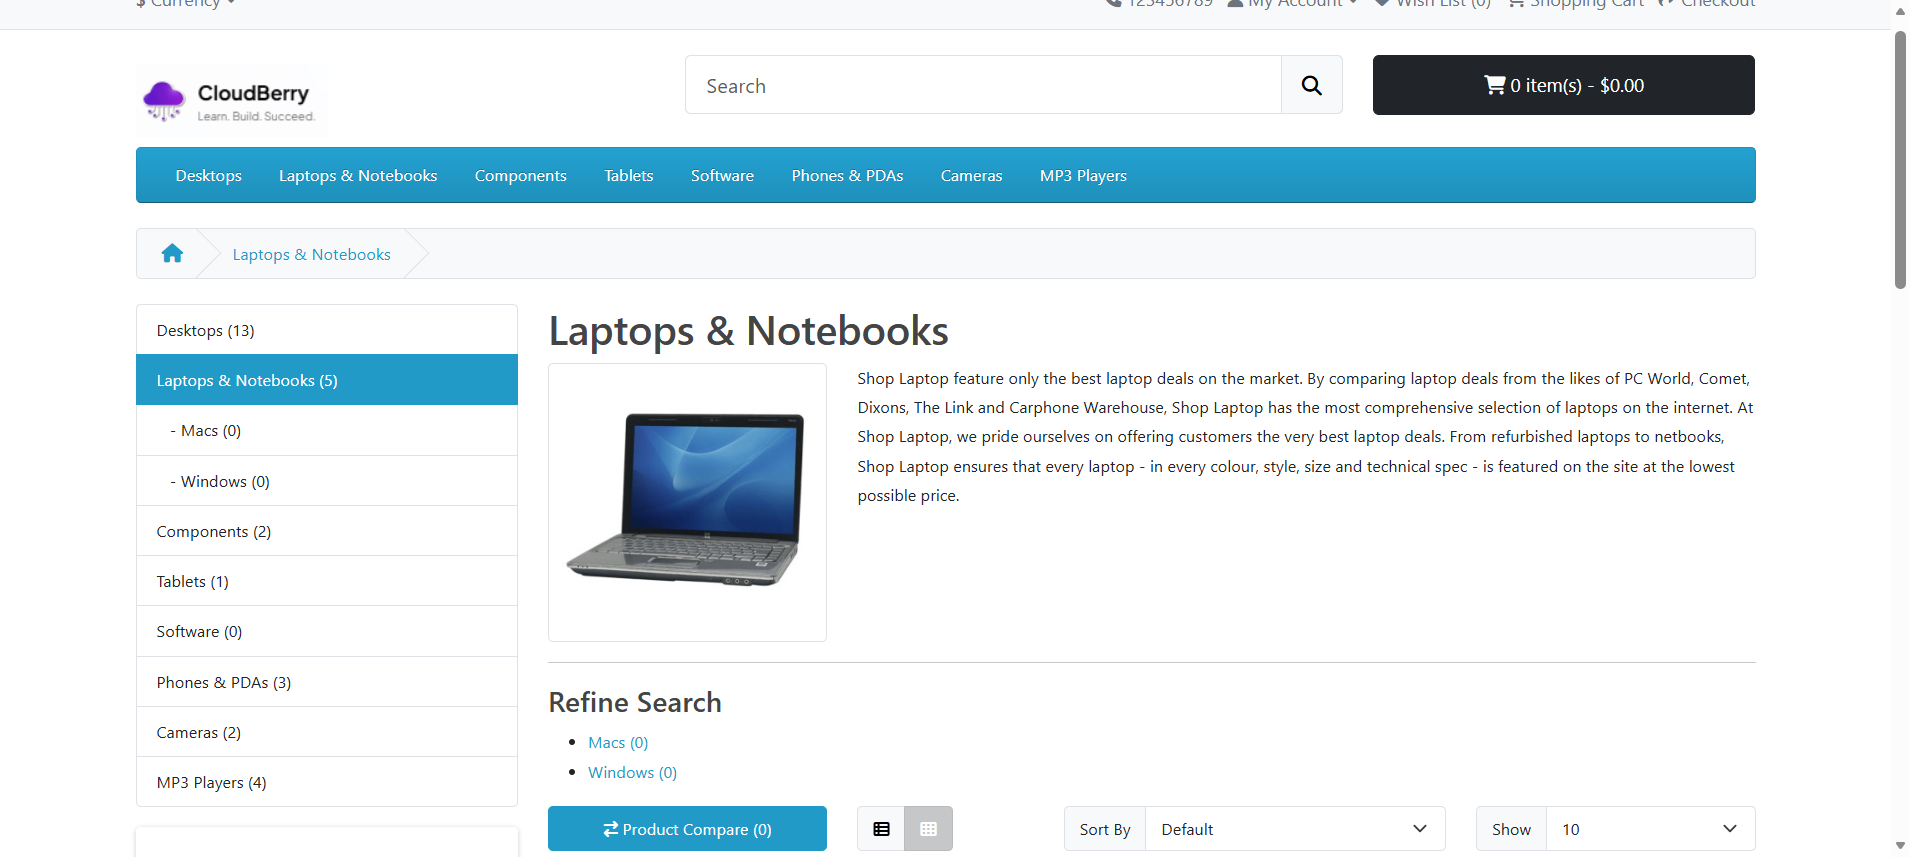 $ Currency
123456789 My Account Wish List (0) Shopping Cart Checkout
CloudBerry
Learn. Build. Succeed.
Search
0 item(s) - $0.00
Desktops Laptops & Notebooks Components Tablets Software Phones & PDAs Cameras MP3 Players
Laptops & Notebooks
Desktops (13)
Laptops & Notebooks (5)
- Macs (0)
- Windows (0)
Components (2)
Tablets (1)
Software (0)
Phones & PDAs (3)
Cameras (2)
MP3 Players (4)
Laptops & Notebooks
Shop Laptop feature only the best laptop deals on the market. By comparing laptop deals from the likes of PC World, Comet,
Dixons, The Link and Carphone Warehouse, Shop Laptop has the most comprehensive selection of laptops on the internet. At
Shop Laptop, we pride ourselves on offering customers the very best laptop deals. From refurbished laptops to netbooks,
Shop Laptop ensures that every laptop - in every colour, style, size and technical spec - is featured on the site at the lowest
possible price.
Refine Search
Macs (0)
Windows (0)
Product Compare (0)
Sort By Default
Show 10